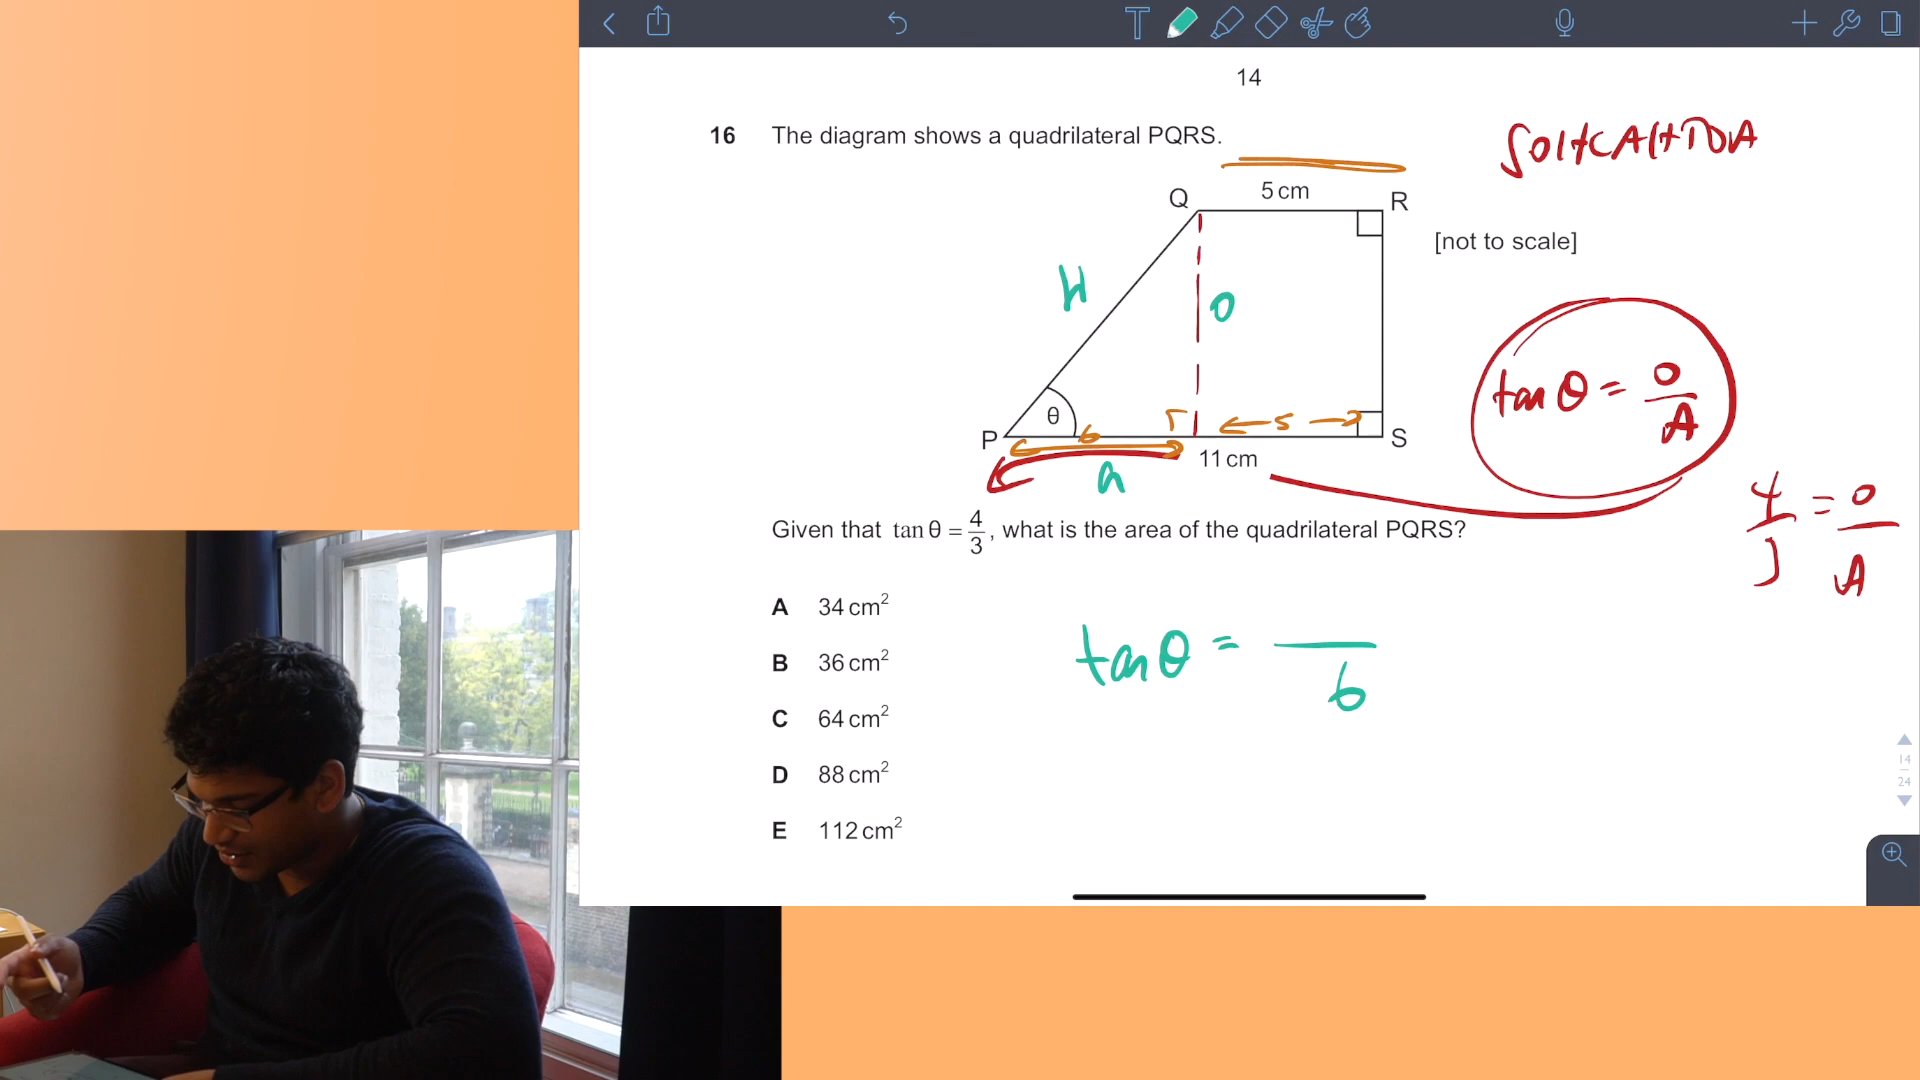 14
16 The diagram shows a quadrilateral PQRS.
SOHCAHTOA
5 cm
Q
R
[not to scale]
H
O
tan θ = O/A
θ
6
5
P
S
11 cm
a
4/3 = O/A
Given that tan θ = 4/3, what is the area of the quadrilateral PQRS?
A 34 cm²
B 36 cm²
C 64 cm²
D 88 cm²
E 112 cm²
tan θ = /6
14
24